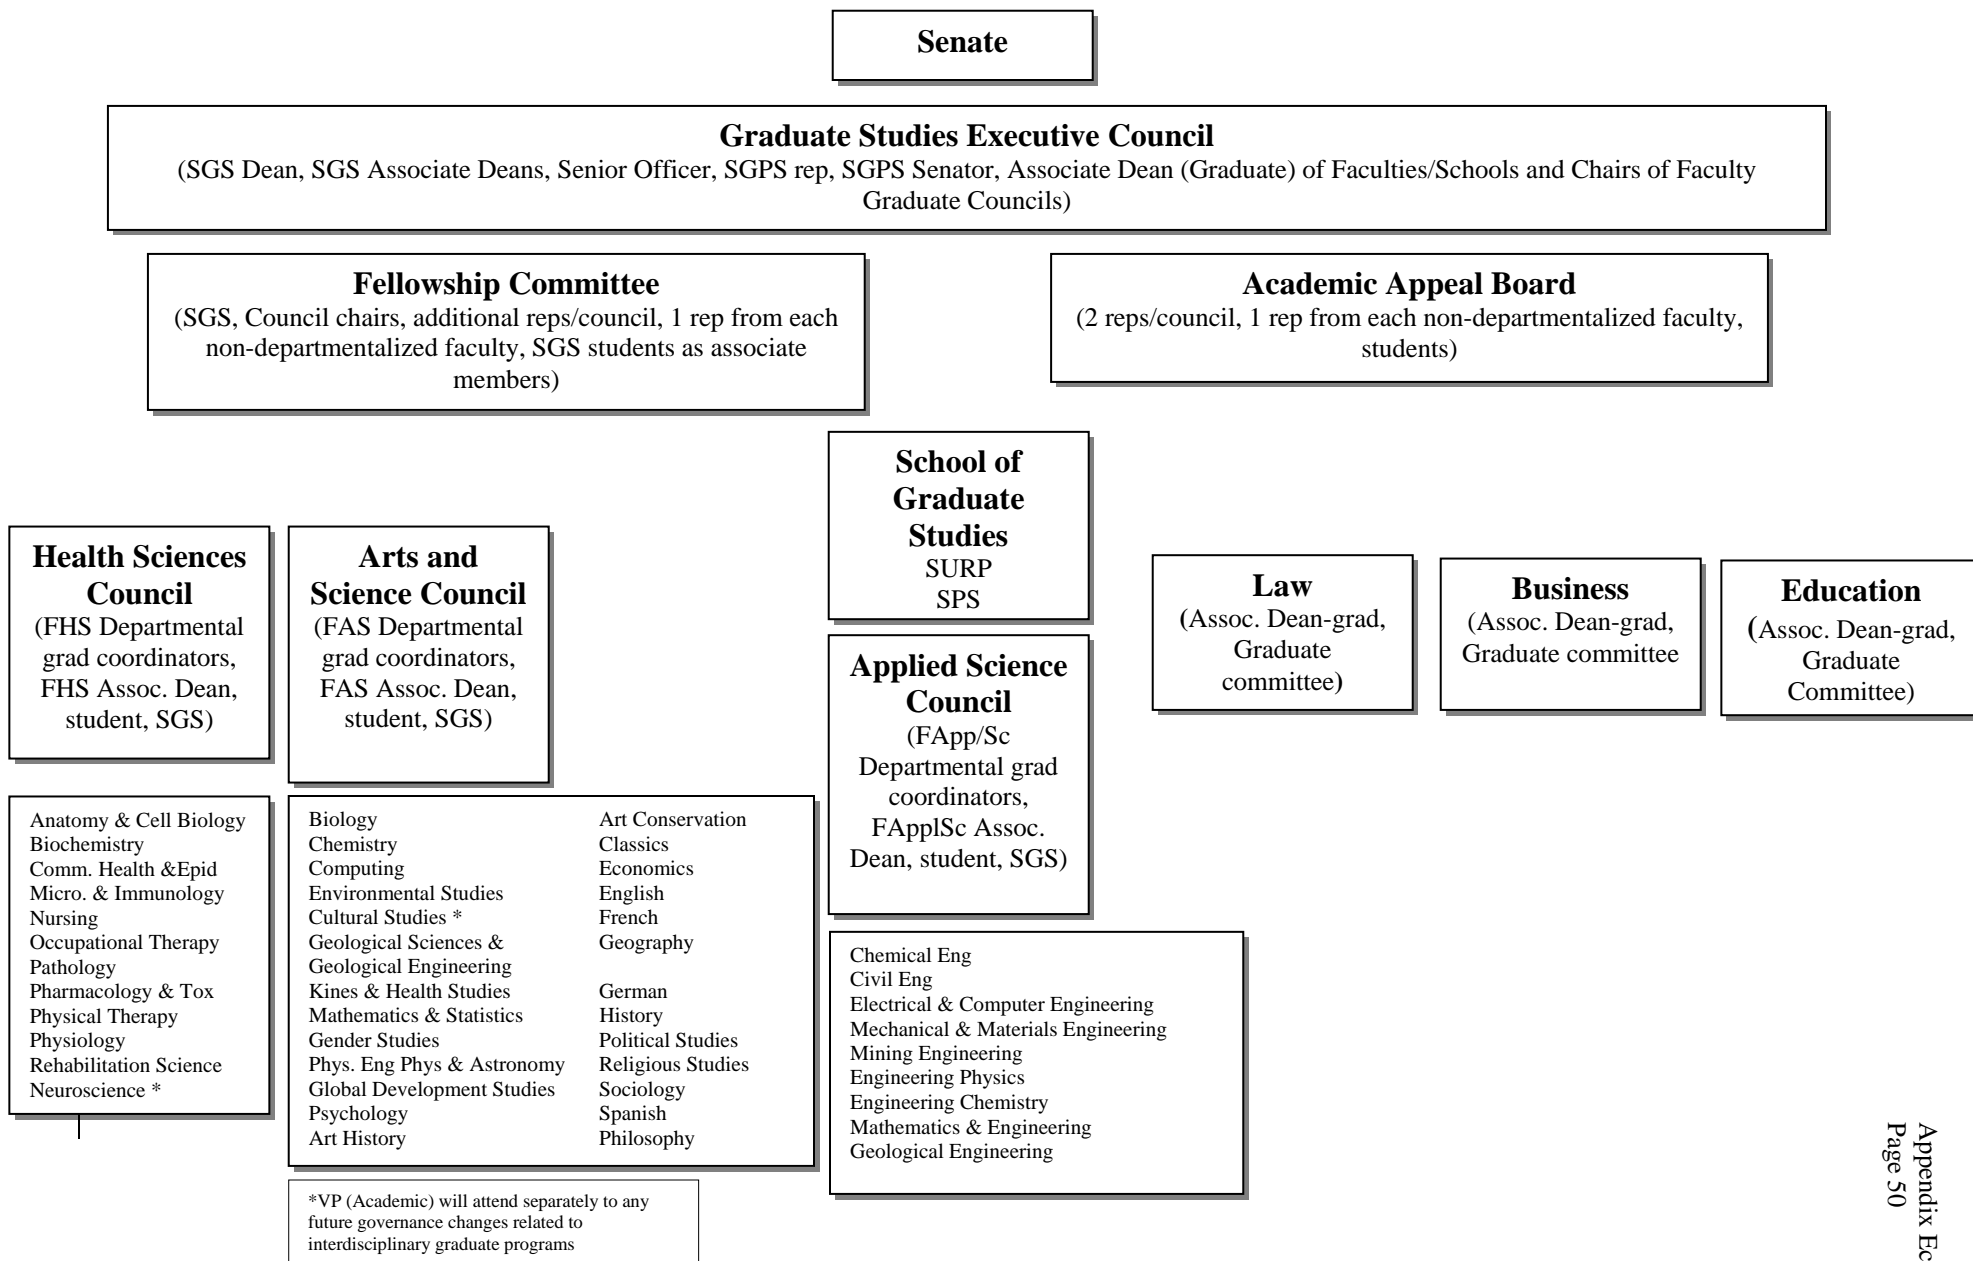 Senate
Graduate Studies Executive Council
(SGS Dean, SGS Associate Deans, Senior Officer, SGPS rep, SGPS Senator, Associate Dean (Graduate) of Faculties/Schools and Chairs of Faculty
Graduate Councils)
Fellowship Committee
(SGS, Council chairs, additional reps/council, 1 rep from each
non-departmentalized faculty, SGS students as associate
members)
Academic Appeal Board
(2 reps/council, 1 rep from each non-departmentalized faculty,
students)
School of
Graduate
Studies
SURP
SPS
Health Sciences
Council
(FHS Departmental
grad coordinators,
FHS Assoc. Dean,
student, SGS)
Arts and
Science Council
(FAS Departmental
grad coordinators,
FAS Assoc. Dean,
student, SGS)
Applied Science
Council
(FApp/Sc
Departmental grad
coordinators,
FApplSc Assoc.
Dean, student, SGS)
Law
(Assoc. Dean-grad,
Graduate
committee)
Business
(Assoc. Dean-grad,
Graduate committee
Education
(Assoc. Dean-grad,
Graduate
Committee)
Anatomy & Cell Biology
Biochemistry
Comm. Health &Epid
Micro. & Immunology
Nursing
Occupational Therapy
Pathology
Pharmacology & Tox
Physical Therapy
Physiology
Rehabilitation Science
Neuroscience *
Biology
Chemistry
Computing
Environmental Studies
Cultural Studies *
Geological Sciences &
Geological Engineering
Kines & Health Studies
Mathematics & Statistics
Gender Studies
Phys. Eng Phys & Astronomy
Global Development Studies
Psychology
Art History
Art Conservation
Classics
Economics
English
French
Geography
German
History
Political Studies
Religious Studies
Sociology
Spanish
Philosophy
Chemical Eng
Civil Eng
Electrical & Computer Engineering
Mechanical & Materials Engineering
Mining Engineering
Engineering Physics
Engineering Chemistry
Mathematics & Engineering
Geological Engineering
*VP (Academic) will attend separately to any
future governance changes related to
interdisciplinary graduate programs
Appendix Ec
Page 50